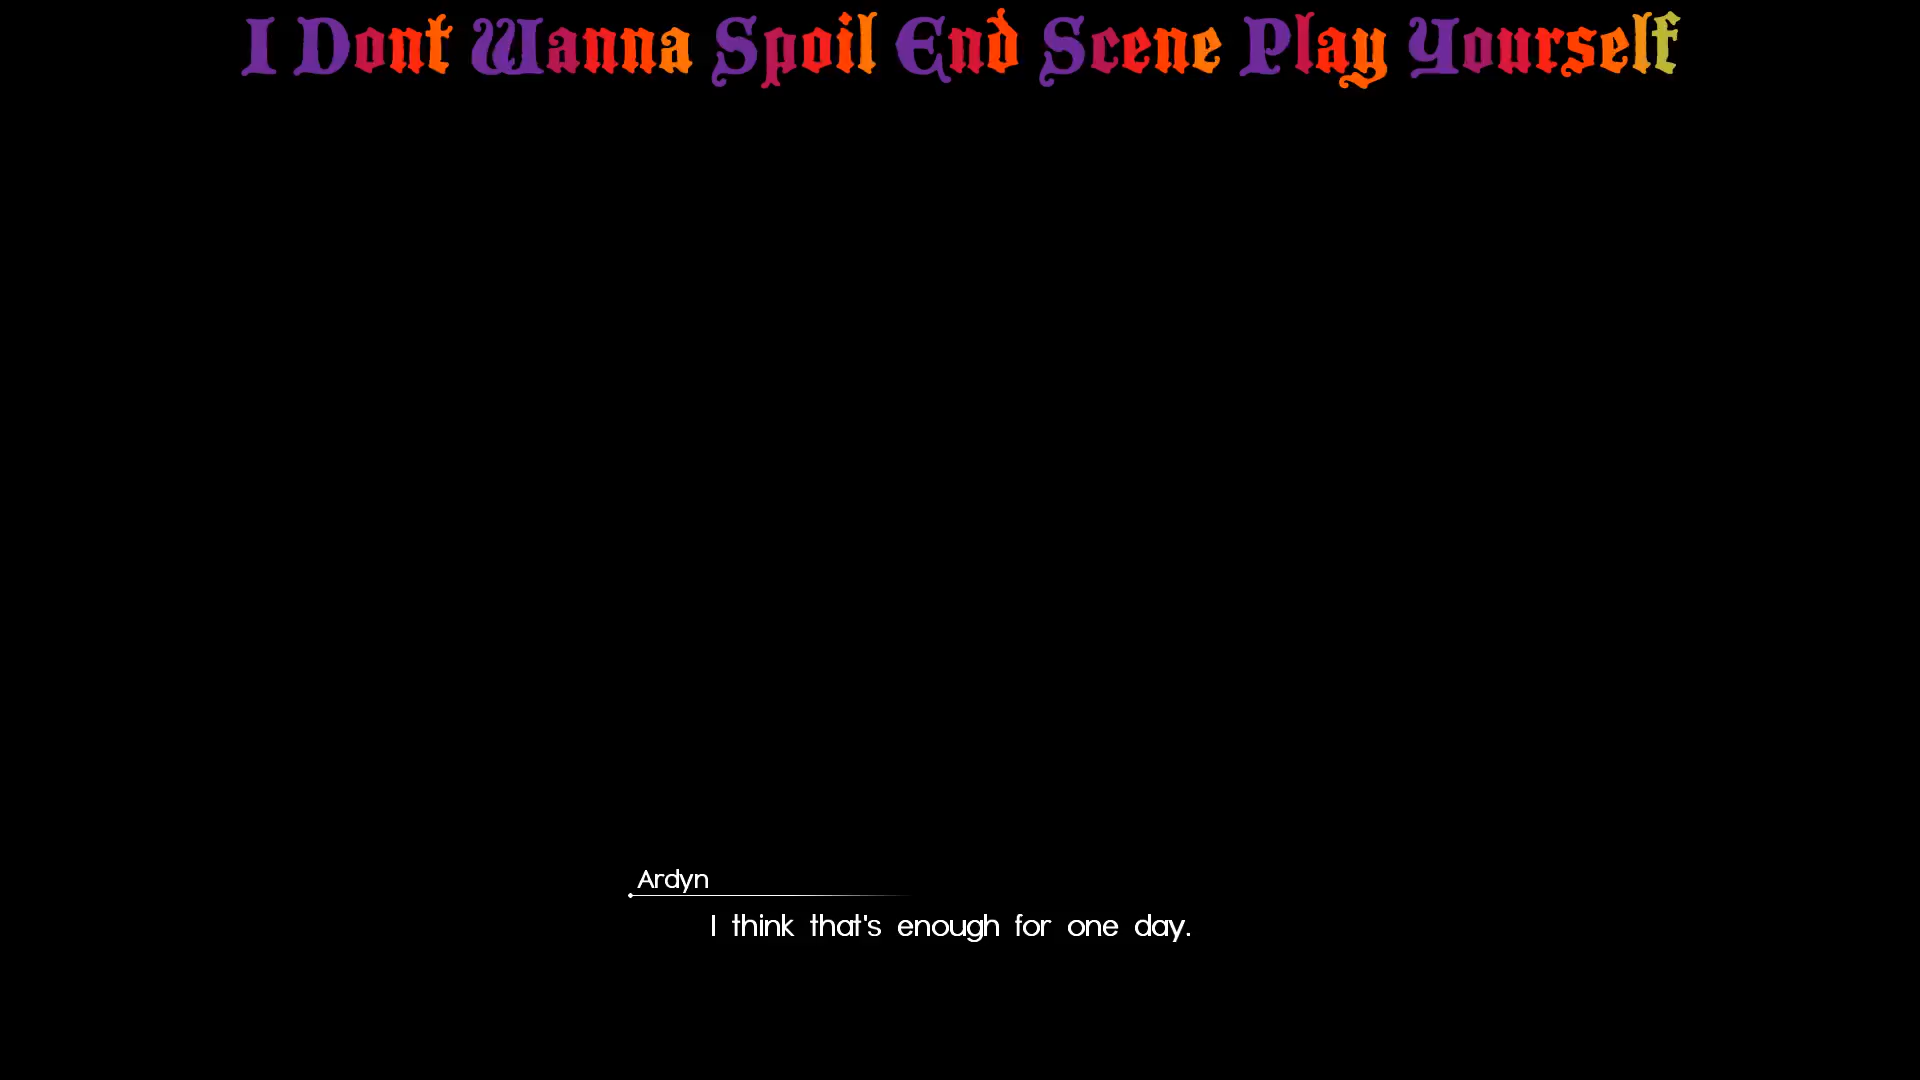 I Dont Wanna Spoil End Scene Play Yourself
Ardyn
I think that's enough for one day.